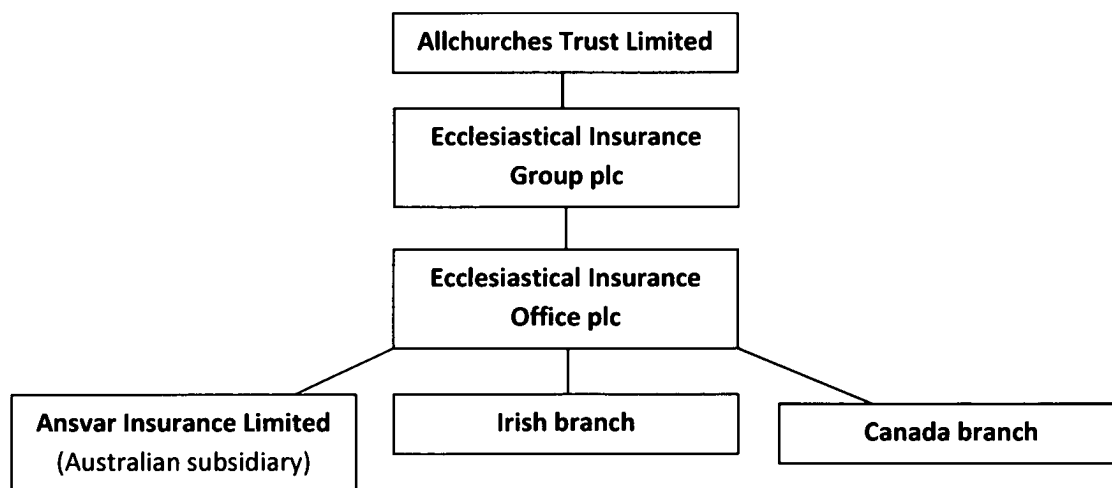 Allchurches Trust Limited
Ecclesiastical Insurance
Group plc
Ecclesiastical Insurance
Office plc
Ansvar Insurance Limited
(Australian subsidiary)
Irish branch
Canada branch